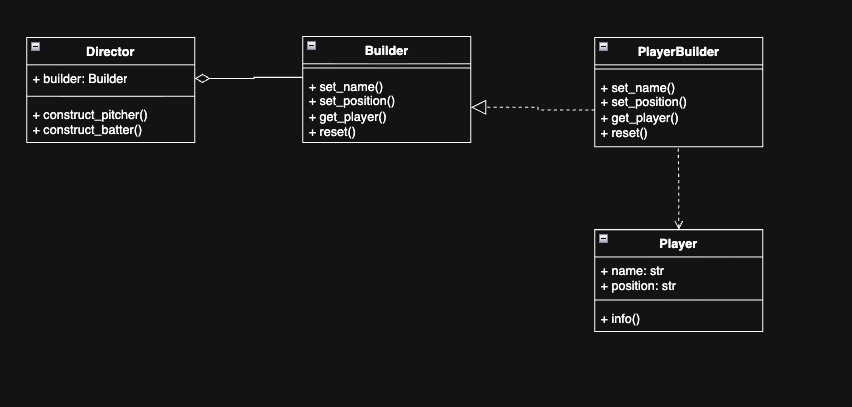 Director
+ builder: Builder
+ construct_pitcher()
+ construct_batter()
Builder
+ set_name()
+ set_position()
+ get_player()
+ reset()
PlayerBuilder
+ set_name()
+ set_position()
+ get_player()
+ reset()
Player
+ name: str
+ position: str
+ info()